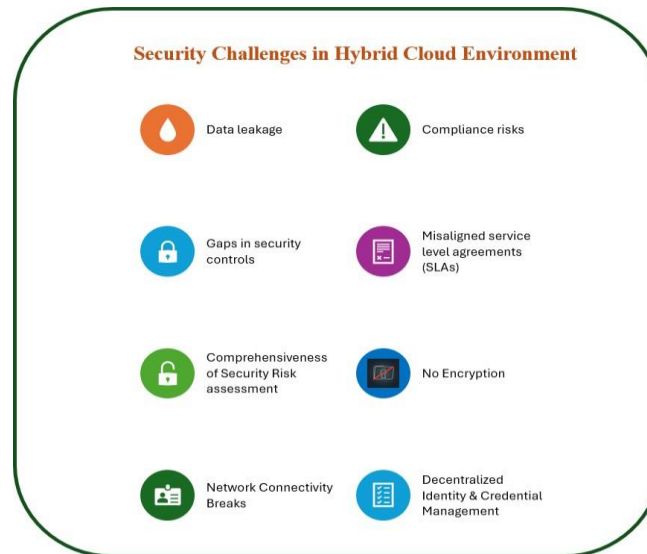 Security Challenges in Hybrid Cloud Environment
Data leakage
Compliance risks
Gaps in security
controls
Misaligned service
level agreements
(SLAs)
Comprehensiveness
of Security Risk
assessment
No Encryption
Network Connectivity
Breaks
Decentralized
Identity & Credential
Management